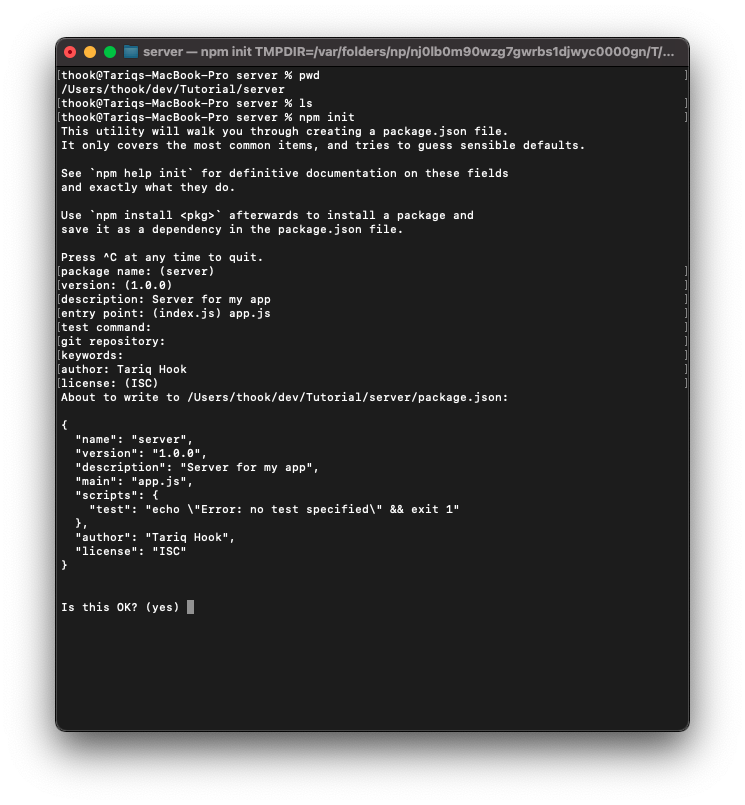 server — npm init TMPDIR=/var/folders/np/nj0lb0m90wzg7gwrbs1djwyc0000gn/T/...
[thook@Tariqs-MacBook-Pro server % pwd ]
/Users/thook/dev/Tutorial/server
[thook@Tariqs-MacBook-Pro server % ls ]
[thook@Tariqs-MacBook-Pro server % npm init ]
This utility will walk you through creating a package.json file.
It only covers the most common items, and tries to guess sensible defaults.
See `npm help init` for definitive documentation on these fields
and exactly what they do.
Use `npm install <pkg>` afterwards to install a package and
save it as a dependency in the package.json file.
Press ^C at any time to quit.
[package name: (server) ]
[version: (1.0.0) ]
[description: Server for my app ]
[entry point: (index.js) app.js ]
[test command: ]
[git repository: ]
[keywords: ]
[author: Tariq Hook ]
[license: (ISC) ]
About to write to /Users/thook/dev/Tutorial/server/package.json:
{
  "name": "server",
  "version": "1.0.0",
  "description": "Server for my app",
  "main": "app.js",
  "scripts": {
    "test": "echo \"Error: no test specified\" && exit 1"
  },
  "author": "Tariq Hook",
  "license": "ISC"
}
Is this OK? (yes)